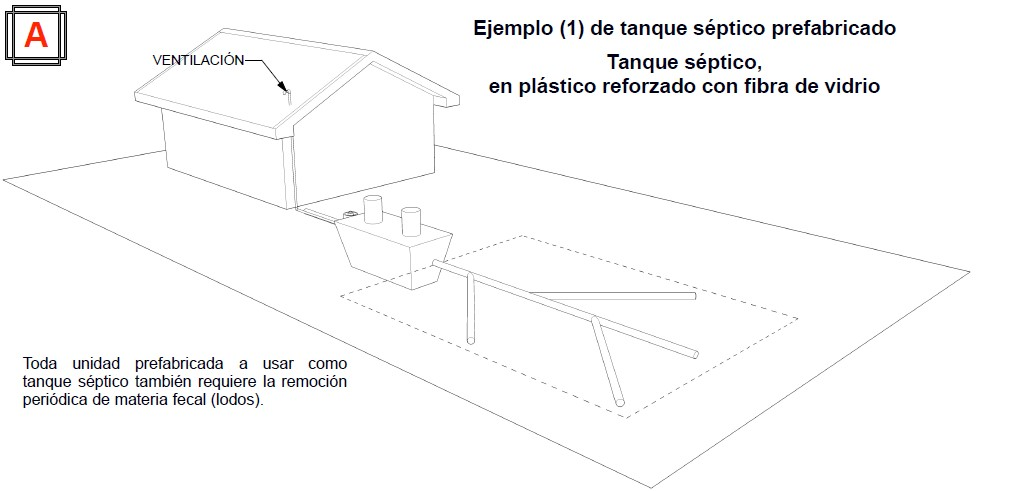 A
Ejemplo (1) de tanque séptico prefabricado
Tanque séptico,
en plástico reforzado con fibra de vidrio
VENTILACIÓN
Toda unidad prefabricada a usar como
tanque séptico también requiere la remoción
periódica de materia fecal (lodos).